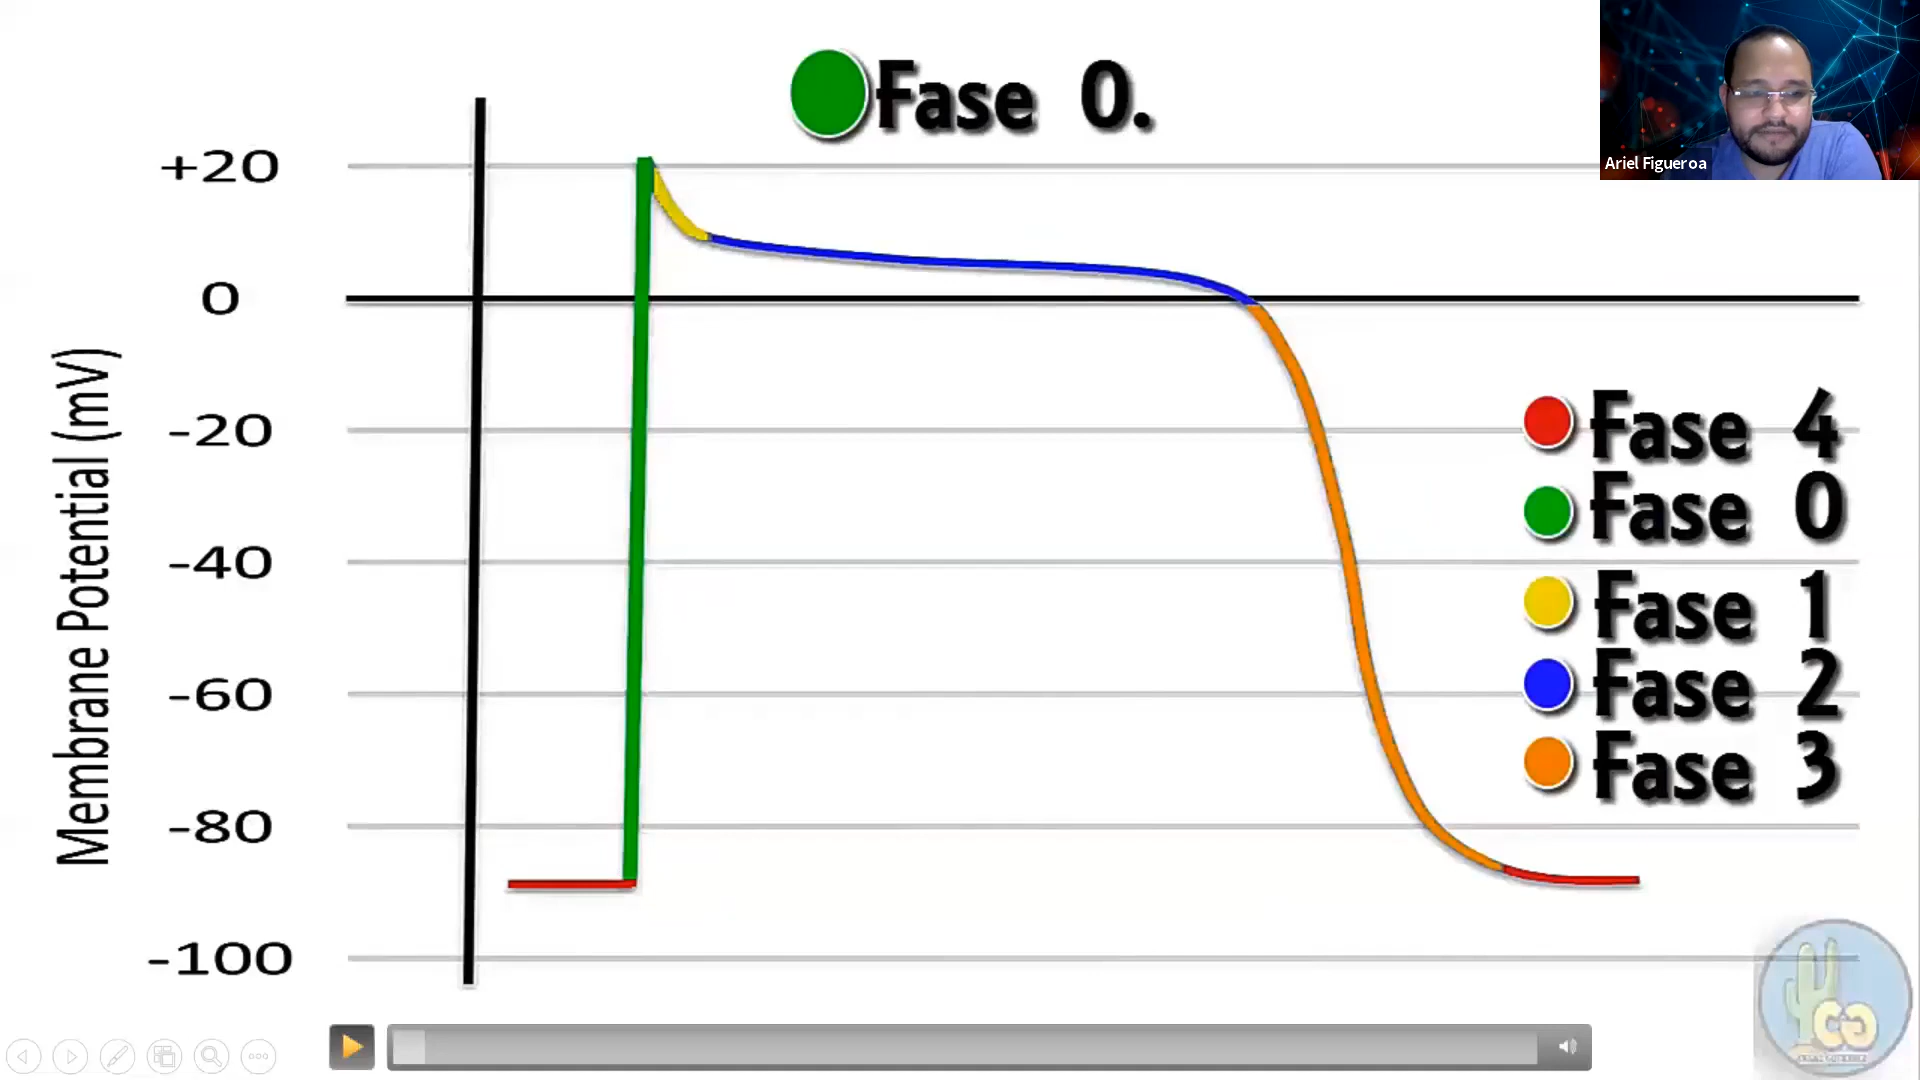 Fase 0.
Ariel Figueroa
+20
0
-20
-40
-60
-80
-100
Membrane Potential (mV)
Fase 4
Fase 0
Fase 1
Fase 2
Fase 3